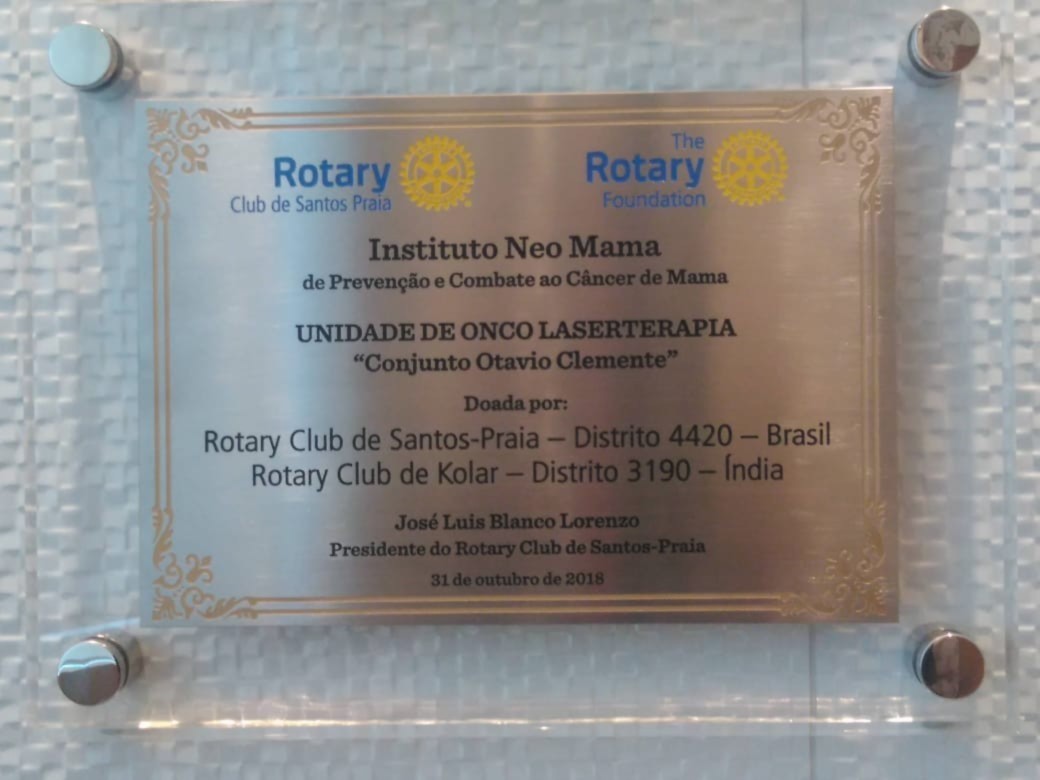 Rotary
Club de Santos Praia
The
Rotary
Foundation
Instituto Neo Mama
de Prevenção e Combate ao Câncer de Mama
UNIDADE DE ONCO LASERTERAPIA
“Conjunto Otavio Clemente”
Doada por:
Rotary Club de Santos-Praia – Distrito 4420 – Brasil
Rotary Club de Kolar – Distrito 3190 – Índia
José Luis Blanco Lorenzo
Presidente do Rotary Club de Santos-Praia
31 de outubro de 2018